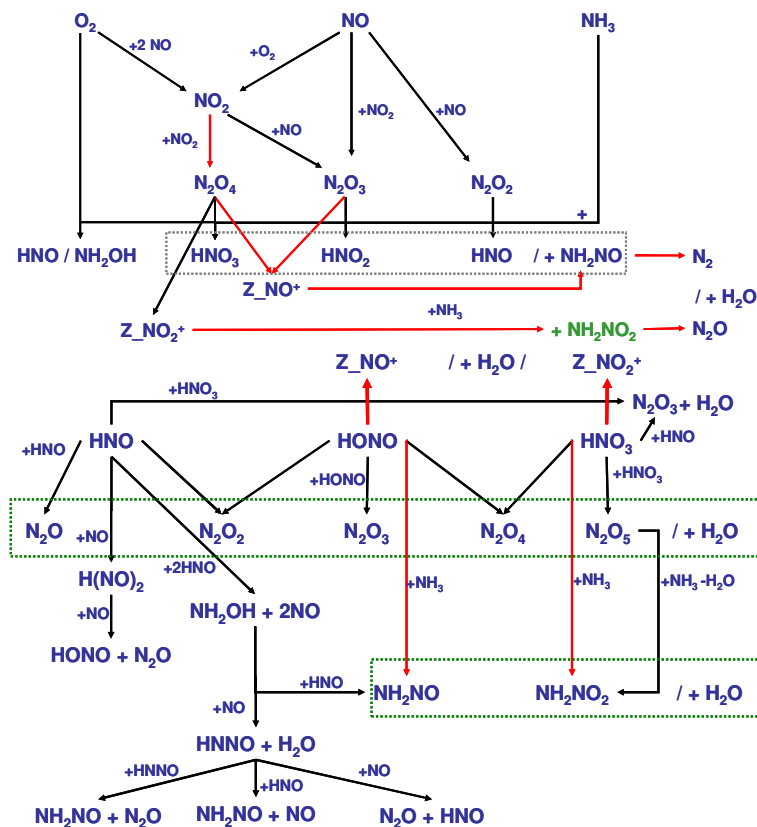 O₂ NO NH₃
+2 NO +O₂
NO₂
+NO₂ +NO +NO₂ +NO
N₂O₄ N₂O₃ N₂O₂
+
HNO / NH₂OH HNO₃ HNO₂ HNO / + NH₂NO N₂
Z_NO⁺ / + H₂O
+NH₃
Z_NO₂⁺ + NH₂NO₂ N₂O
Z_NO⁺ / + H₂O / Z_NO₂⁺
+HNO₃
N₂O₃ + H₂O
+HNO HNO HONO HNO₃ +HNO
+HONO +HNO₃
N₂O +NO N₂O₂ N₂O₃ N₂O₄ N₂O₅ / + H₂O
+2HNO
H(NO)₂ +NH₃ +NH₃ +NH₃ -H₂O
+NO NH₂OH + 2NO
HONO + N₂O
+HNO
NH₂NO NH₂NO₂ / + H₂O
+NO
HNNO + H₂O
+HNNO +HNO +NO
NH₂NO + N₂O NH₂NO + NO N₂O + HNO